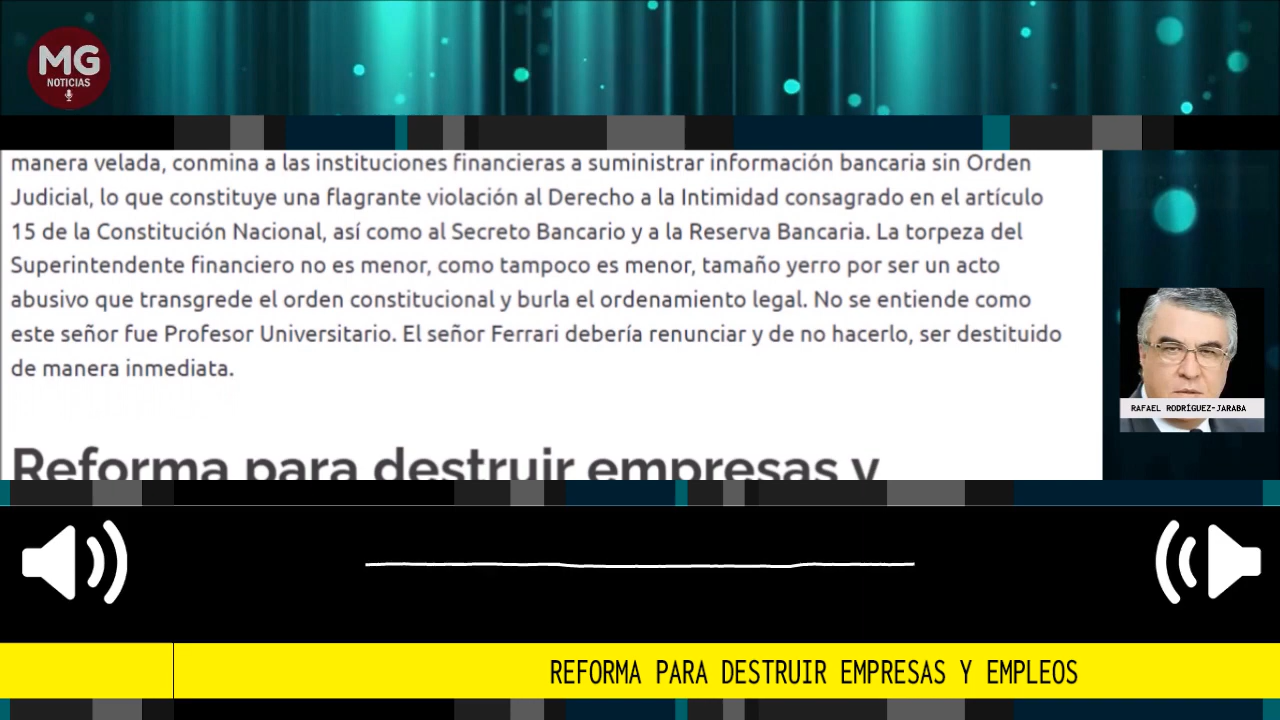 MG
NOTICIAS
manera velada, conmina a las instituciones financieras a suministrar información bancaria sin Orden
Judicial, lo que constituye una flagrante violación al Derecho a la Intimidad consagrado en el artículo
15 de la Constitución Nacional, así como al Secreto Bancario y a la Reserva Bancaria. La torpeza del
Superintendente financiero no es menor, como tampoco es menor, tamaño yerro por ser un acto
abusivo que transgrede el orden constitucional y burla el ordenamiento legal. No se entiende como
este señor fue Profesor Universitario. El señor Ferrari debería renunciar y de no hacerlo, ser destituido
de manera inmediata.
Reforma para destruir empresas y
RAFAEL RODRÍGUEZ-JARABA
REFORMA PARA DESTRUIR EMPRESAS Y EMPLEOS